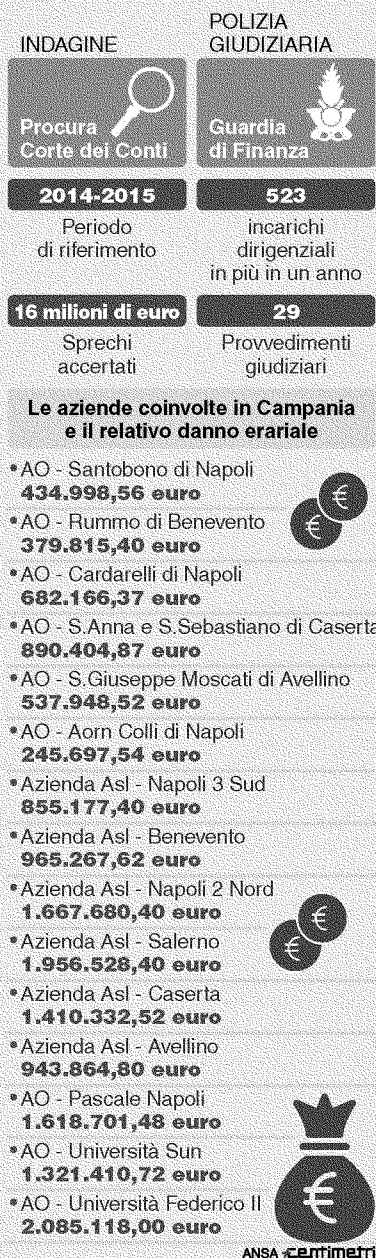 INDAGINE
Procura
Corte dei Conti
POLIZIA
GIUDIZIARIA
Guardia
di Finanza
2014-2015
Periodo
di riferimento
523
incarichi
dirigenziali
in più in un anno
16 milioni di euro
Sprechi
accertati
29
Provvedimenti
giudiziari
Le aziende coinvolte in Campania
e il relativo danno erariale
• AO - Santobono di Napoli
434.998,56 euro
• AO - Rummo di Benevento
379.815,40 euro
• AO - Cardarelli di Napoli
682.166,37 euro
• AO - S.Anna e S.Sebastiano di Caserta
890.404,87 euro
• AO - S.Giuseppe Moscati di Avellino
537.948,52 euro
• AO - Aorn Colli di Napoli
245.697,54 euro
• Azienda Asl - Napoli 3 Sud
855.177,40 euro
• Azienda Asl - Benevento
965.267,62 euro
• Azienda Asl - Napoli 2 Nord
1.667.680,40 euro
• Azienda Asl - Salerno
1.956.528,40 euro
• Azienda Asl - Caserta
1.410.332,52 euro
• Azienda Asl - Avellino
943.864,80 euro
• AO - Pascale Napoli
1.618.701,48 euro
• AO - Università Sun
1.321.410,72 euro
• AO - Università Federico II
2.085.118,00 euro
€
€
€
€
€
ANSA centimetri